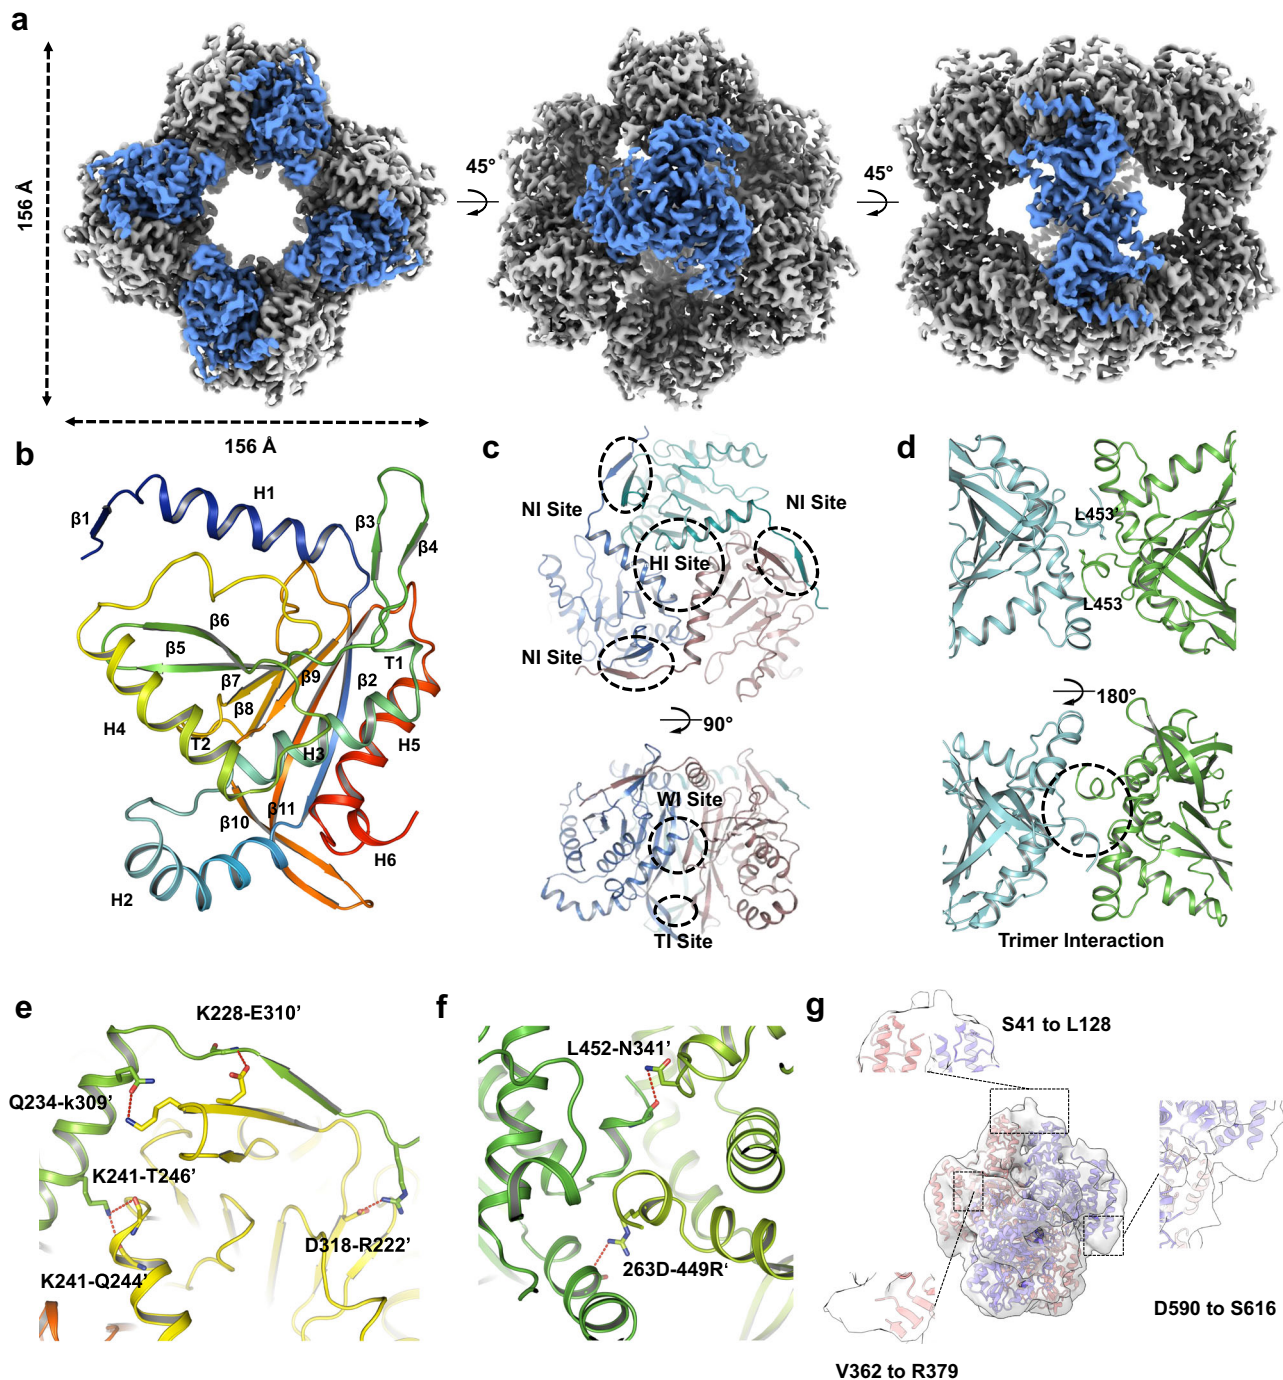 a
156 Å
45°
45°
15
156 Å
b
β1
H1
β3
β4
β6
β5
β7
β9
T1
β2
β8
H4
T2
H3
H5
β11
β10
H6
H2
c
NI Site
NI Site
HI Site
NI Site
90°
WI Site
TI Site
d
L453'
L453
180°
Trimer Interaction
e
K228-E310’
Q234-k309’
K241-T246’
D318-R222’
K241-Q244’
f
L452-N341’
263D-449R‘
g
S41 to L128
D590 to S616
V362 to R379